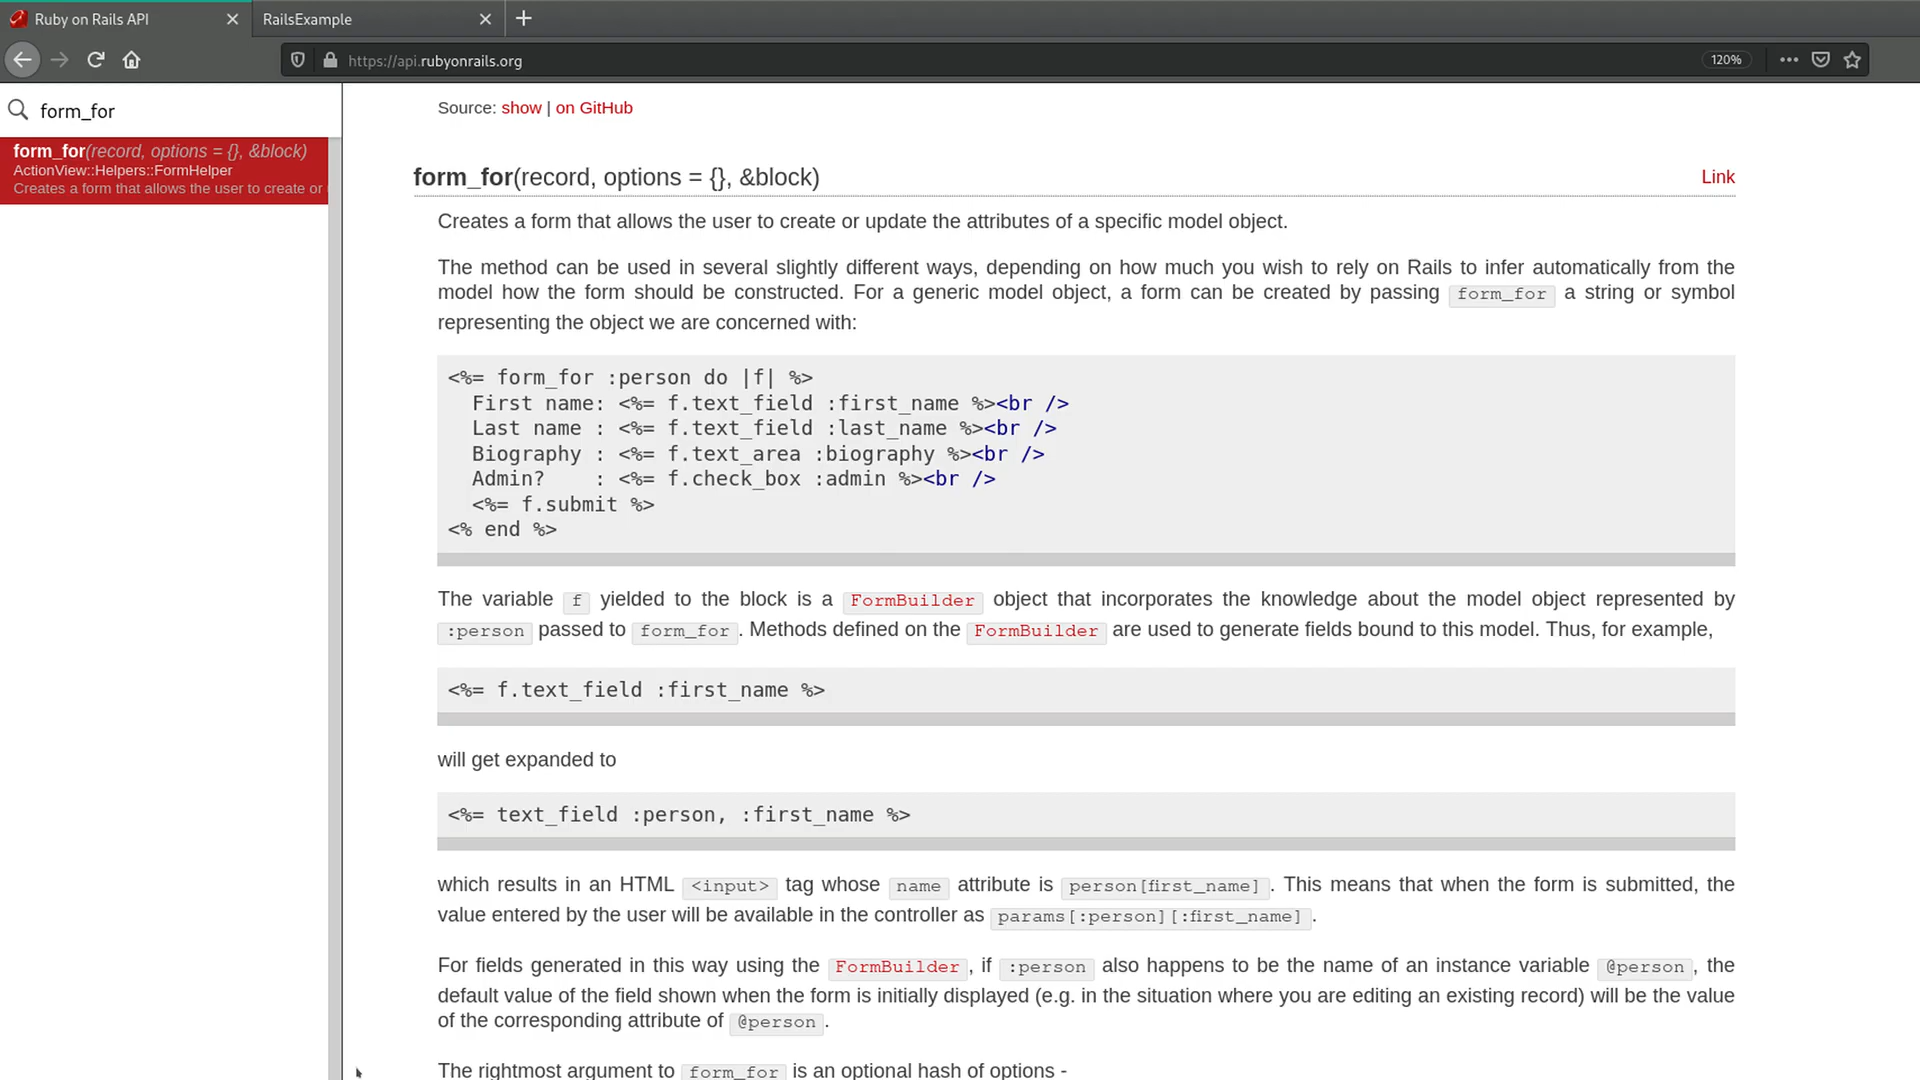 Ruby on Rails API
RailsExample
https://api.rubyonrails.org
120%
form_for
form_for(record, options = {}, &block)
ActionView::Helpers::FormHelper
Creates a form that allows the user to create or
Source: show | on GitHub
form_for(record, options = {}, &block)
Link
Creates a form that allows the user to create or update the attributes of a specific model object.
The method can be used in several slightly different ways, depending on how much you wish to rely on Rails to infer automatically from the
model how the form should be constructed. For a generic model object, a form can be created by passing form_for a string or symbol
representing the object we are concerned with:
<%= form_for :person do |f| %>
First name: <%= f.text_field :first_name %><br />
Last name : <%= f.text_field :last_name %><br />
Biography : <%= f.text_area :biography %><br />
Admin?    : <%= f.check_box :admin %><br />
<%= f.submit %>
<% end %>
The variable f yielded to the block is a FormBuilder object that incorporates the knowledge about the model object represented by
:person passed to form_for. Methods defined on the FormBuilder are used to generate fields bound to this model. Thus, for example,
<%= f.text_field :first_name %>
will get expanded to
<%= text_field :person, :first_name %>
which results in an HTML <input> tag whose name attribute is person[first_name]. This means that when the form is submitted, the
value entered by the user will be available in the controller as params[:person][:first_name].
For fields generated in this way using the FormBuilder, if :person also happens to be the name of an instance variable @person, the
default value of the field shown when the form is initially displayed (e.g. in the situation where you are editing an existing record) will be the value
of the corresponding attribute of @person.
The rightmost argument to form_for is an optional hash of options -